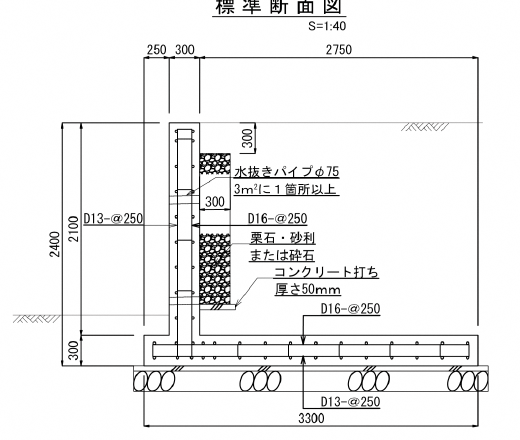 標準断面図
S=1:40
250 300 2750
300
水抜きパイプφ75
3m²に1箇所以上
300
D13-@250
D16-@250
2400
2100
栗石・砂利
または砕石
コンクリート打ち
厚さ50mm
D16-@250
300
D13-@250
3300